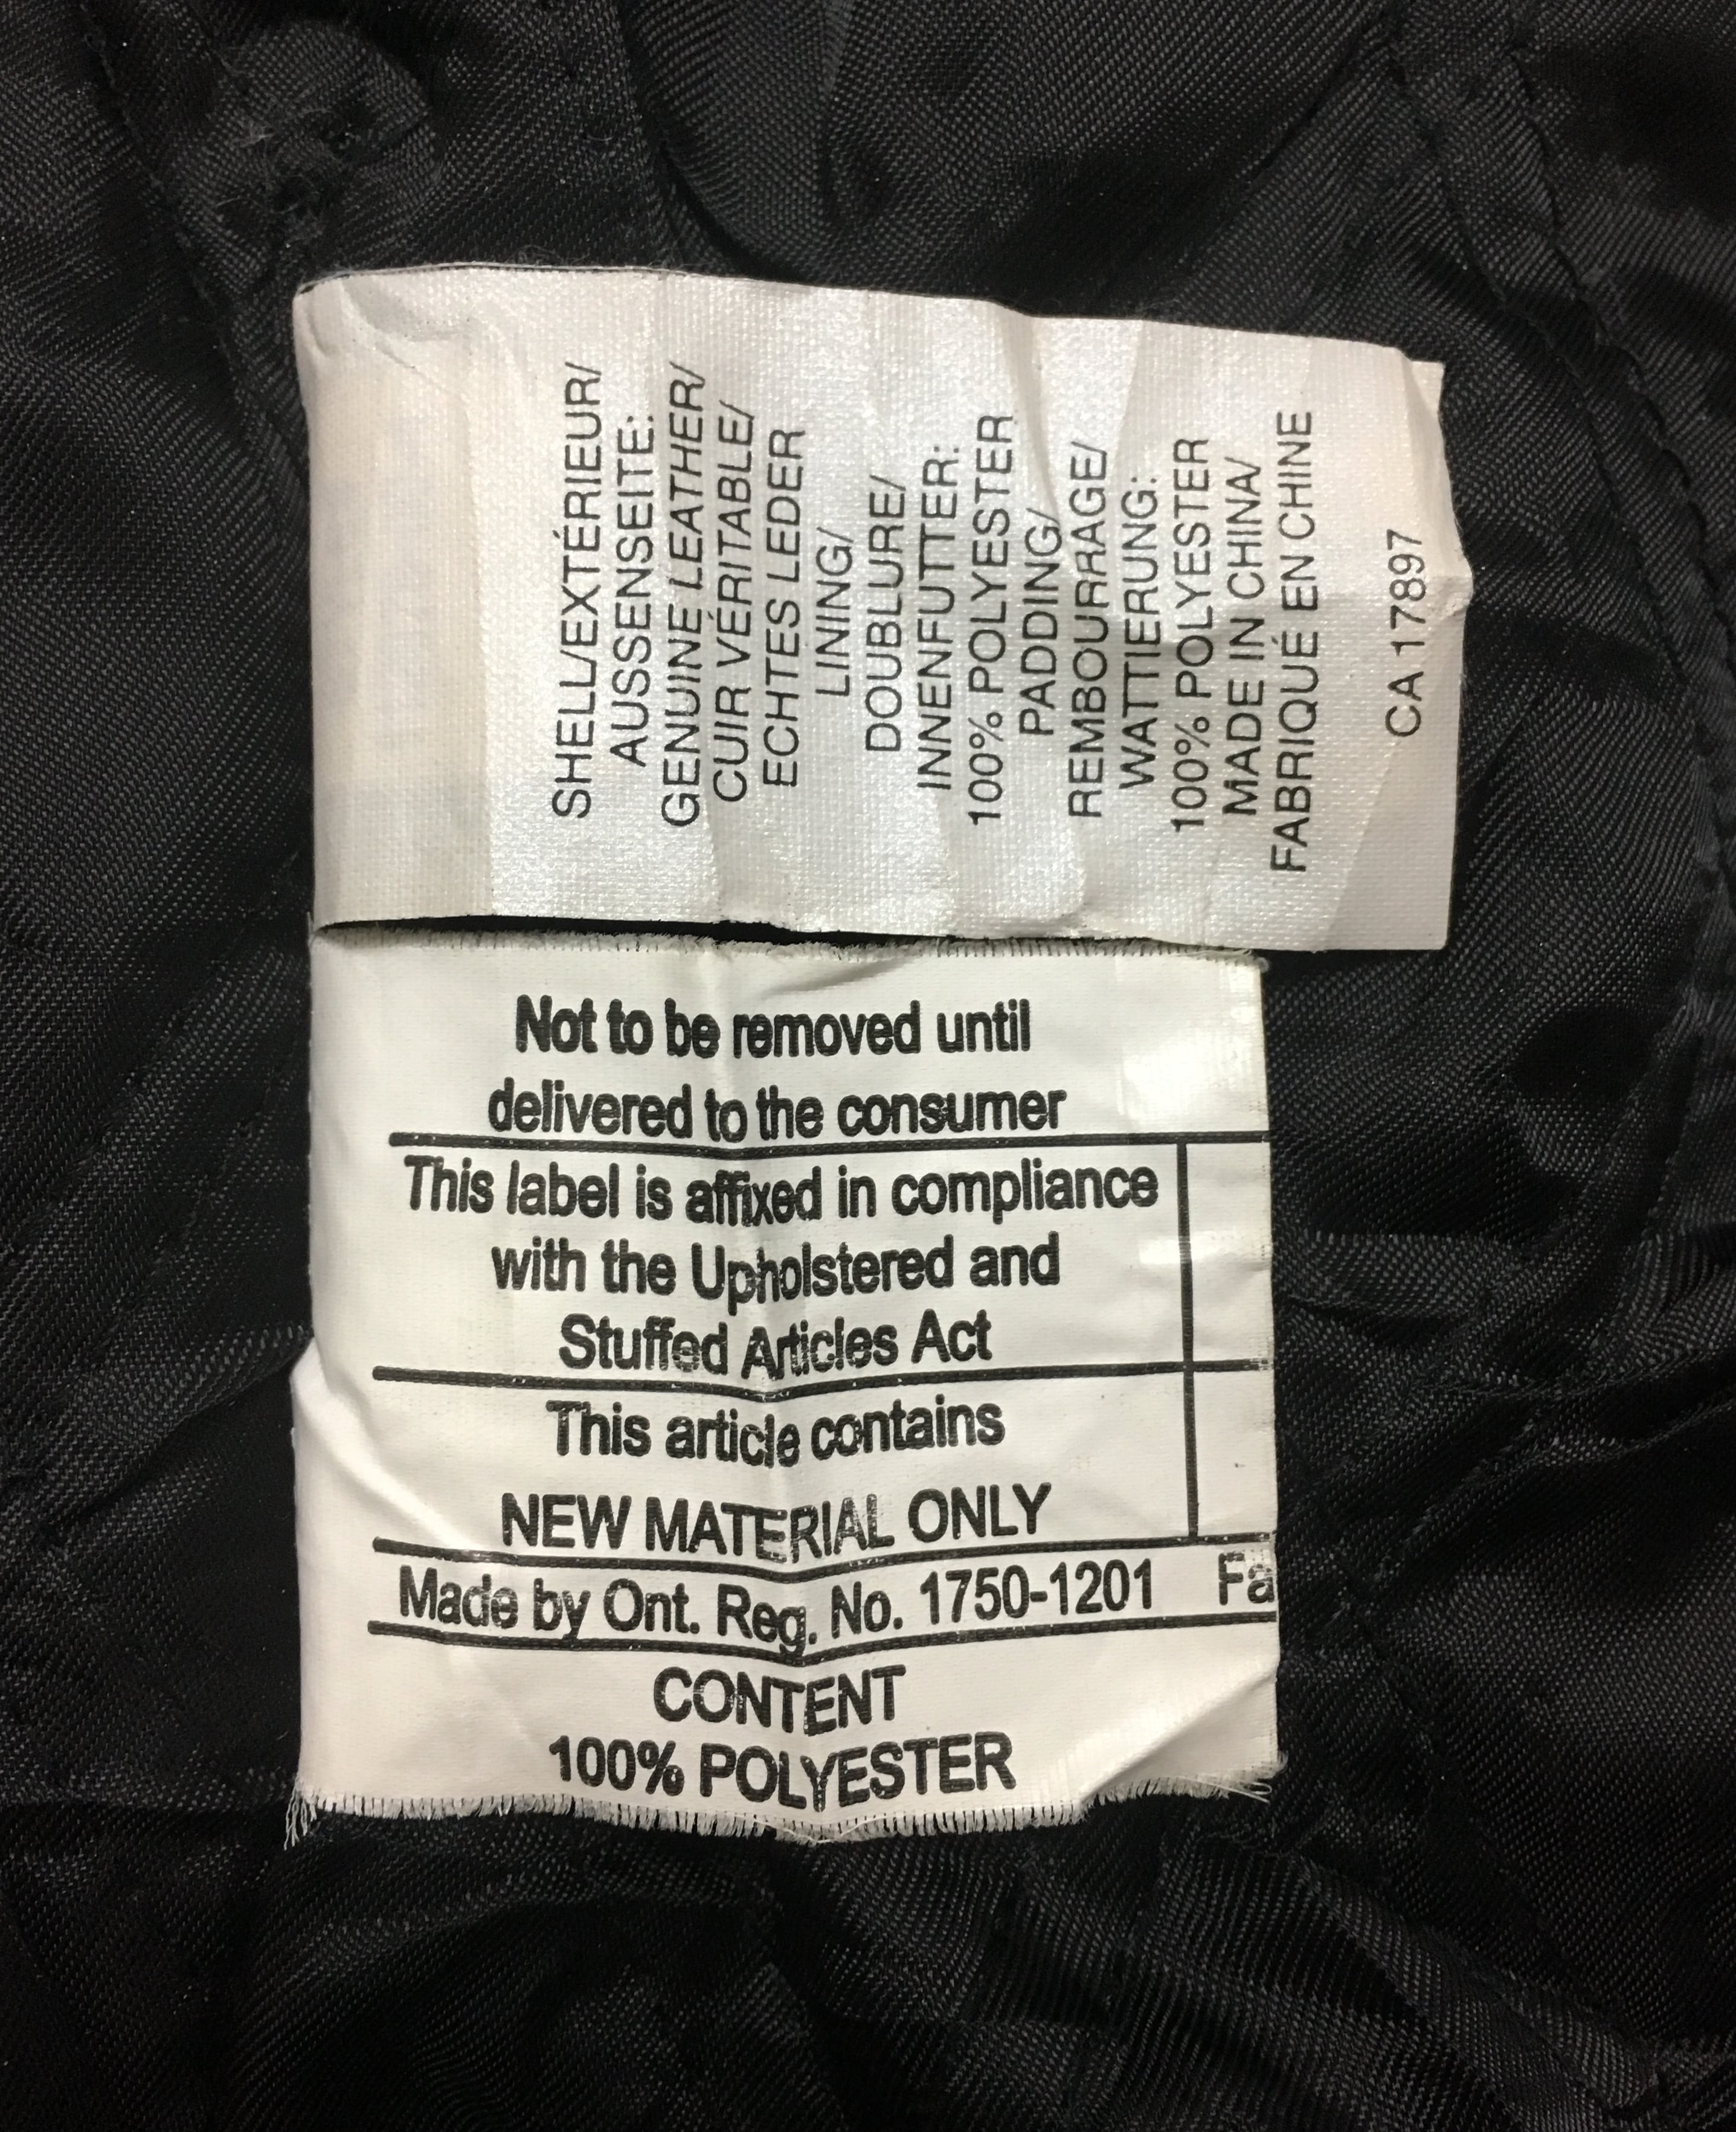 SHELL/EXTÉRIEUR/
AUSSENSEITE:
GENUINE LEATHER/
CUIR VÉRITABLE/
ECHTES LEDER
LINING/
DOUBLURE/
INNENFUTTER:
100% POLYESTER
PADDING/
REMBOURRAGE/
WATTIERUNG:
100% POLYESTER
MADE IN CHINA/
FABRIQUÉ EN CHINE
CA 17897
Not to be removed until
delivered to the consumer
This label is affixed in compliance
with the Upholstered and
Stuffed Articles Act
This article contains
NEW MATERIAL ONLY
Made by Ont. Reg. No. 1750-1201 Fa
CONTENT
100% POLYESTER